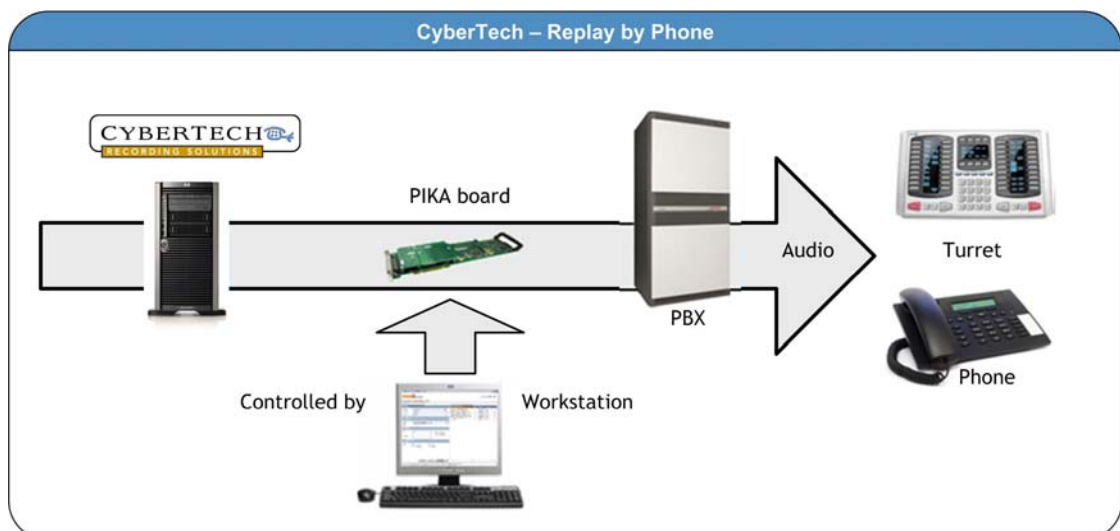 CyberTech – Replay by Phone
CYBERTECH
RECORDING SOLUTIONS
PIKA board
Audio
Turret
PBX
Phone
Controlled by
Workstation